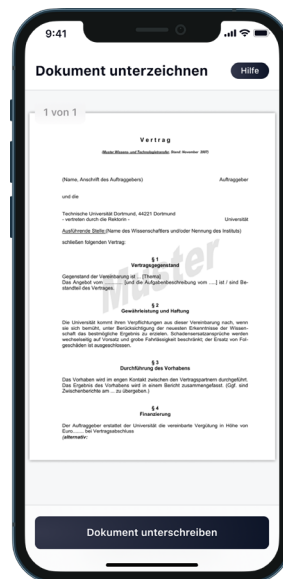 9:41
Dokument unterzeichnen
Hilfe
1 von 1
Vertrag
(Muster Wissens- und Technologietransfer, Stand: November 2007)
(Name, Anschrift des Auftraggebers) Auftraggeber
und die
Technische Universität Dortmund, 44221 Dortmund
- vertreten durch die Rektorin - Universität
Ausführende Stelle:(Name des Wissenschaftlers und/oder Nennung des Instituts)
schließen folgenden Vertrag:
Muster
§ 1
Vertragsgegenstand
Gegenstand der Vereinbarung ist ... [Thema]
Das Angebot vom ............ [und die Aufgabenbeschreibung vom ....] ist / sind Be-
standteil des Vertrages.
§ 2
Gewährleistung und Haftung
Die Universität kommt ihren Verpflichtungen aus dieser Vereinbarung nach, wenn
sie sich bemüht, unter Berücksichtigung der neuesten Erkenntnisse der Wissen-
schaft das bestmögliche Ergebnis zu erzielen. Schadensersatzansprüche werden
wechselseitig auf Vorsatz und grobe Fahrlässigkeit beschränkt, der Ersatz von Fol-
geschäden ist ausgeschlossen.
§ 3
Durchführung des Vorhabens
Das Vorhaben wird im engen Kontakt zwischen den Vertragspartnern durchgeführt.
Das Ergebnis des Vorhabens wird in einem Bericht zusammengefasst. (Ggf. sind
Zwischenberichte am ... zu übergeben.)
§ 4
Finanzierung
Der Auftraggeber erstattet der Universität die vereinbarte Vergütung in Höhe von
Euro........ bei Vertragsabschluss
(alternativ:
Dokument unterschreiben